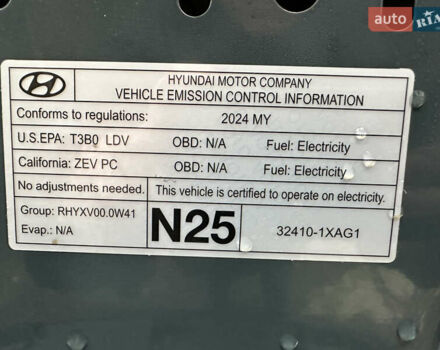 auto RIA
HYUNDAI MOTOR COMPANY
VEHICLE EMISSION CONTROL INFORMATION
Conforms to regulations: 2024 MY
U.S.EPA: T3B0 LDV OBD: N/A Fuel: Electricity
California: ZEV PC OBD: N/A Fuel: Electricity
No adjustments needed. This vehicle is certified to operate on electricity.
Group: RHYXV00.0W41
Evap.: N/A
N25
32410-1XAG1